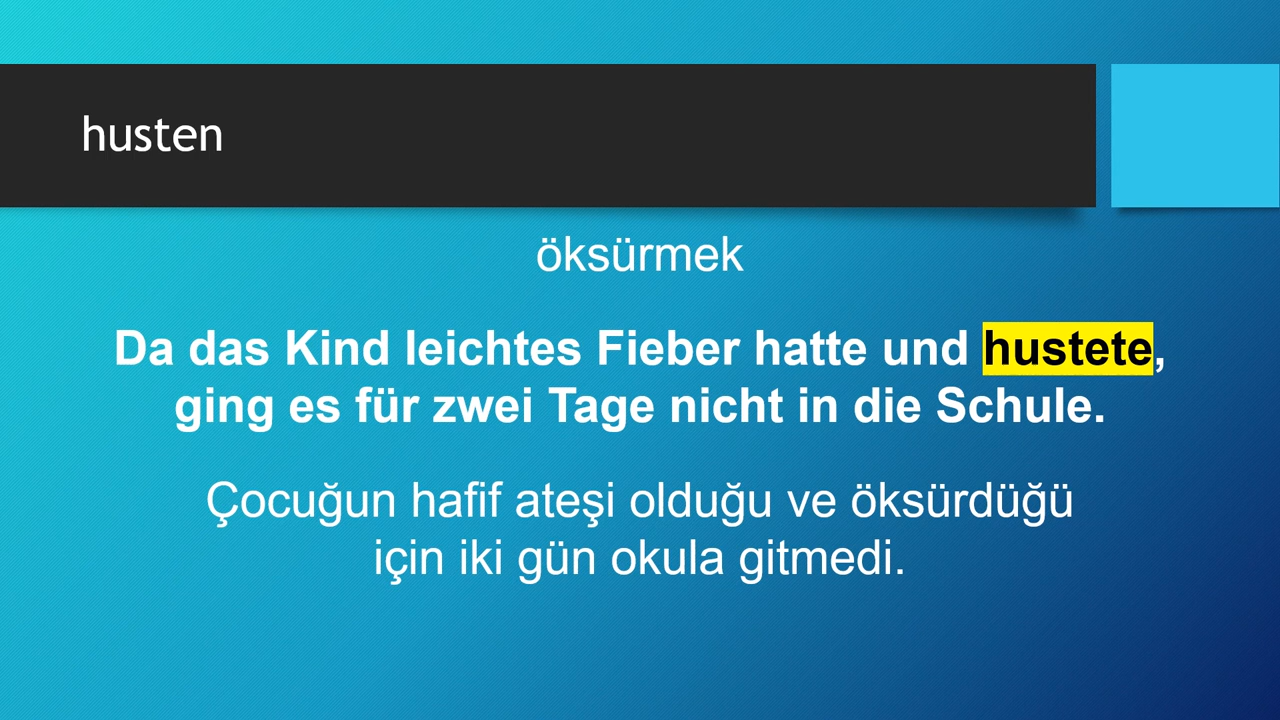 husten
öksürmek
Da das Kind leichtes Fieber hatte und hustete,
ging es für zwei Tage nicht in die Schule.
Çocuğun hafif ateşi olduğu ve öksürdüğü
için iki gün okula gitmedi.